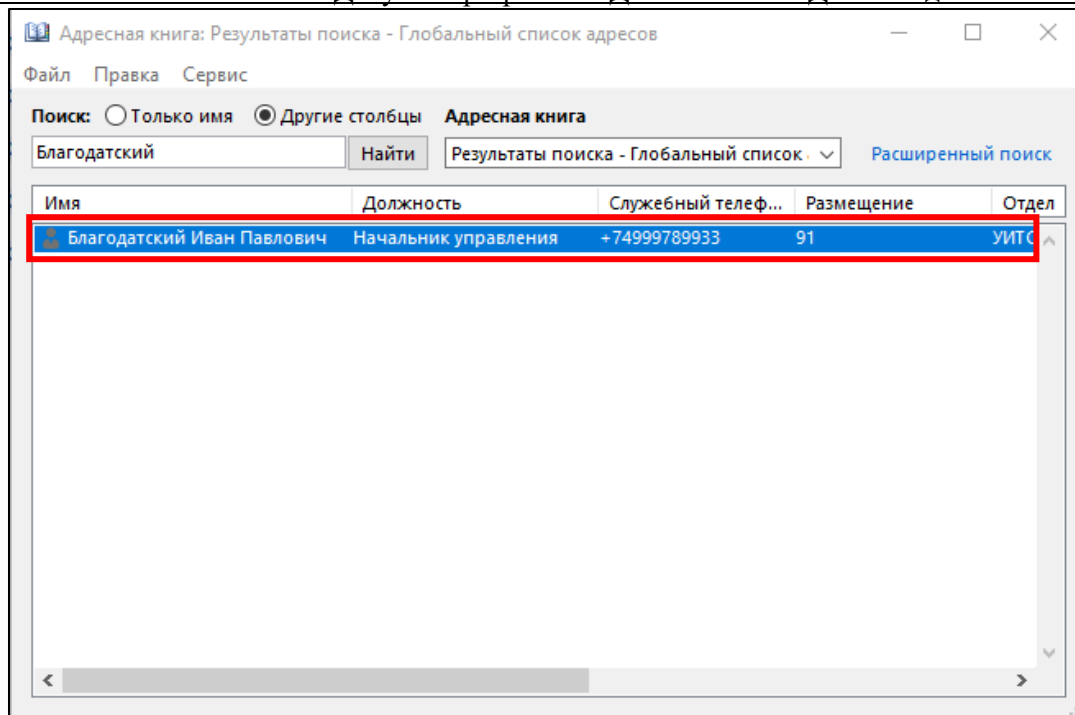 Адресная книга: Результаты поиска - Глобальный список адресов
Файл Правка Сервис
Поиск: Только имя Другие столбцы Адресная книга
Благодатский Найти Результаты поиска - Глобальный список Расширенный поиск
Имя Должность Служебный телеф... Размещение Отдел
Благодатский Иван Павлович Начальник управления +74999789933 91 УИТС